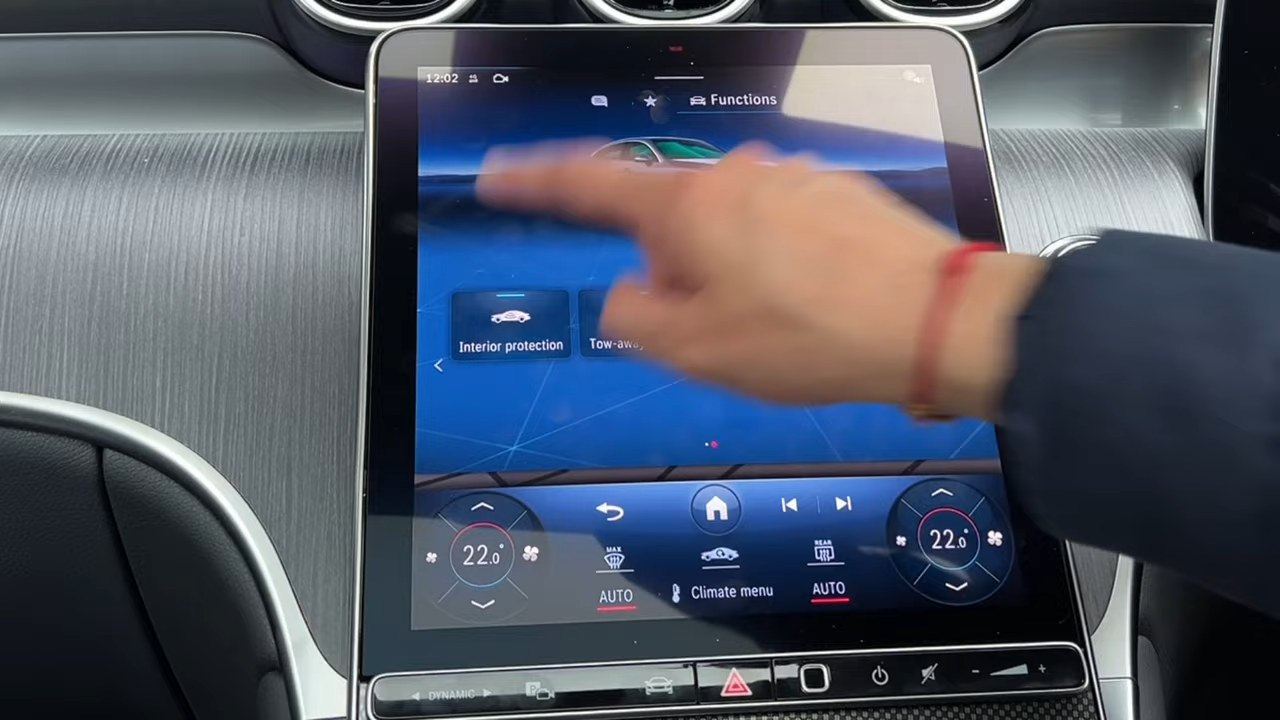 12:02
Functions
Interior protection
Tow-away
22.0°
MAX
REAR
22.0°
AUTO
Climate menu
AUTO
DYNAMIC
- +